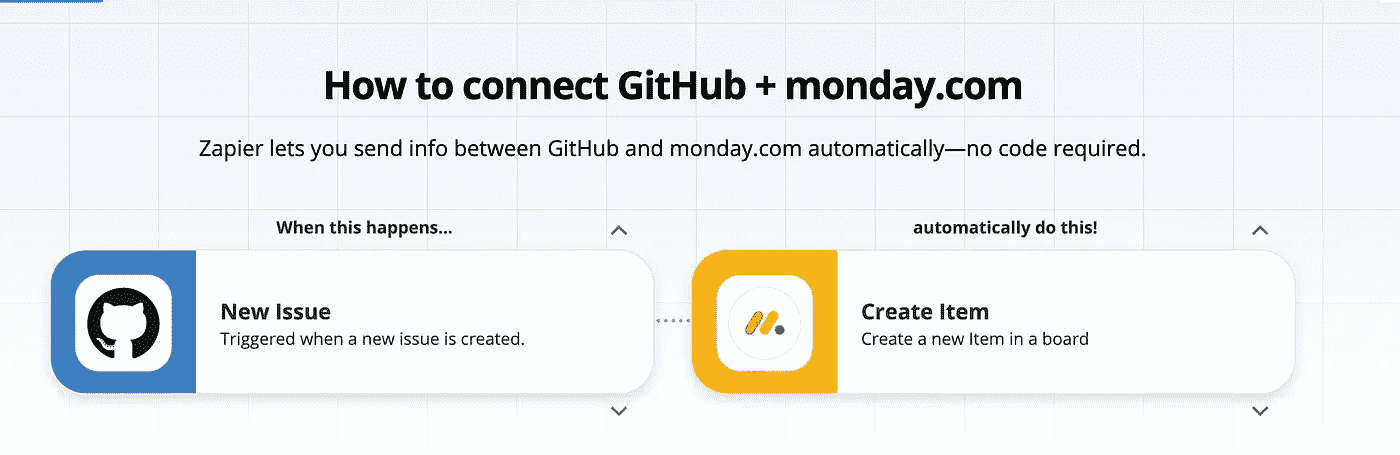 How to connect GitHub + monday.com
Zapier lets you send info between GitHub and monday.com automatically—no code required.
When this happens...
automatically do this!
New Issue
Triggered when a new issue is created.
Create Item
Create a new Item in a board